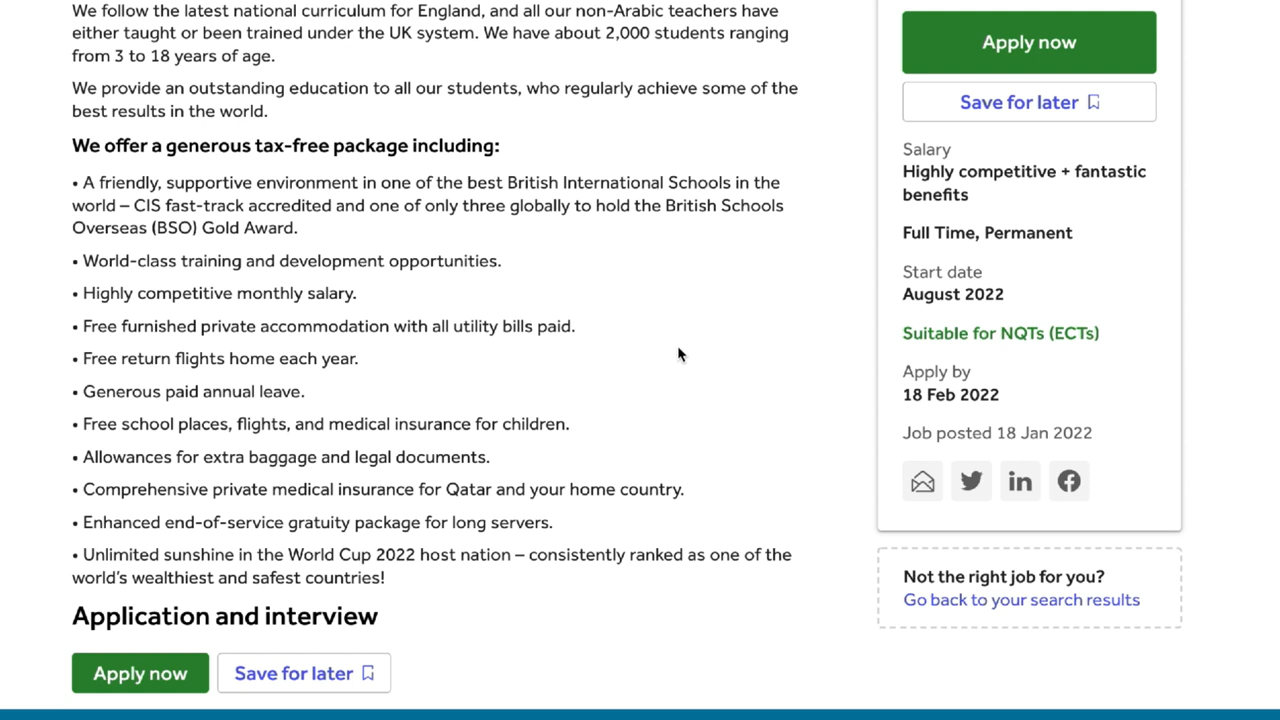 We follow the latest national curriculum for England, and all our non-Arabic teachers have
either taught or been trained under the UK system. We have about 2,000 students ranging
from 3 to 18 years of age.
We provide an outstanding education to all our students, who regularly achieve some of the
best results in the world.
We offer a generous tax-free package including:
• A friendly, supportive environment in one of the best British International Schools in the
world – CIS fast-track accredited and one of only three globally to hold the British Schools
Overseas (BSO) Gold Award.
• World-class training and development opportunities.
• Highly competitive monthly salary.
• Free furnished private accommodation with all utility bills paid.
• Free return flights home each year.
• Generous paid annual leave.
• Free school places, flights, and medical insurance for children.
• Allowances for extra baggage and legal documents.
• Comprehensive private medical insurance for Qatar and your home country.
• Enhanced end-of-service gratuity package for long servers.
• Unlimited sunshine in the World Cup 2022 host nation – consistently ranked as one of the
world's wealthiest and safest countries!
Application and interview
Apply now
Save for later
Apply now
Save for later
Salary
Highly competitive + fantastic
benefits
Full Time, Permanent
Start date
August 2022
Suitable for NQTs (ECTs)
Apply by
18 Feb 2022
Job posted 18 Jan 2022
in
Not the right job for you?
Go back to your search results